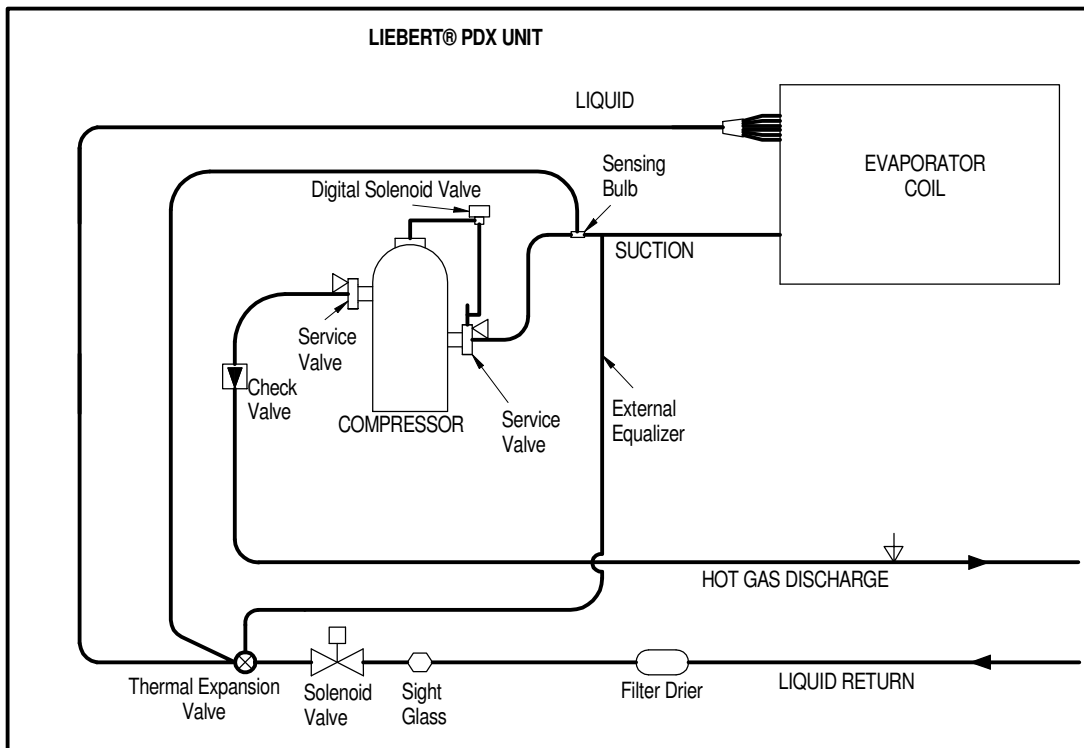 LIEBERT® PDX UNIT
LIQUID
EVAPORATOR
COIL
Sensing
Bulb
Digital Solenoid Valve
SUCTION
Service
Valve
Check
Valve
COMPRESSOR
Service
Valve
External
Equalizer
HOT GAS DISCHARGE
Thermal Expansion
Valve
Solenoid
Valve
Sight
Glass
Filter Drier
LIQUID RETURN